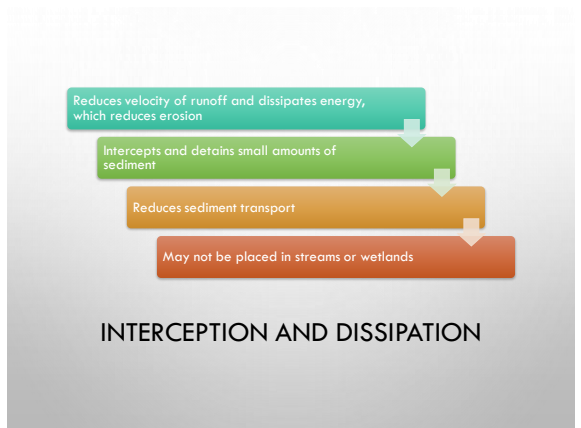 Reduces velocity of runoff and dissipates energy,
which reduces erosion
Intercepts and detains small amounts of
sediment
Reduces sediment transport
May not be placed in streams or wetlands
INTERCEPTION AND DISSIPATION